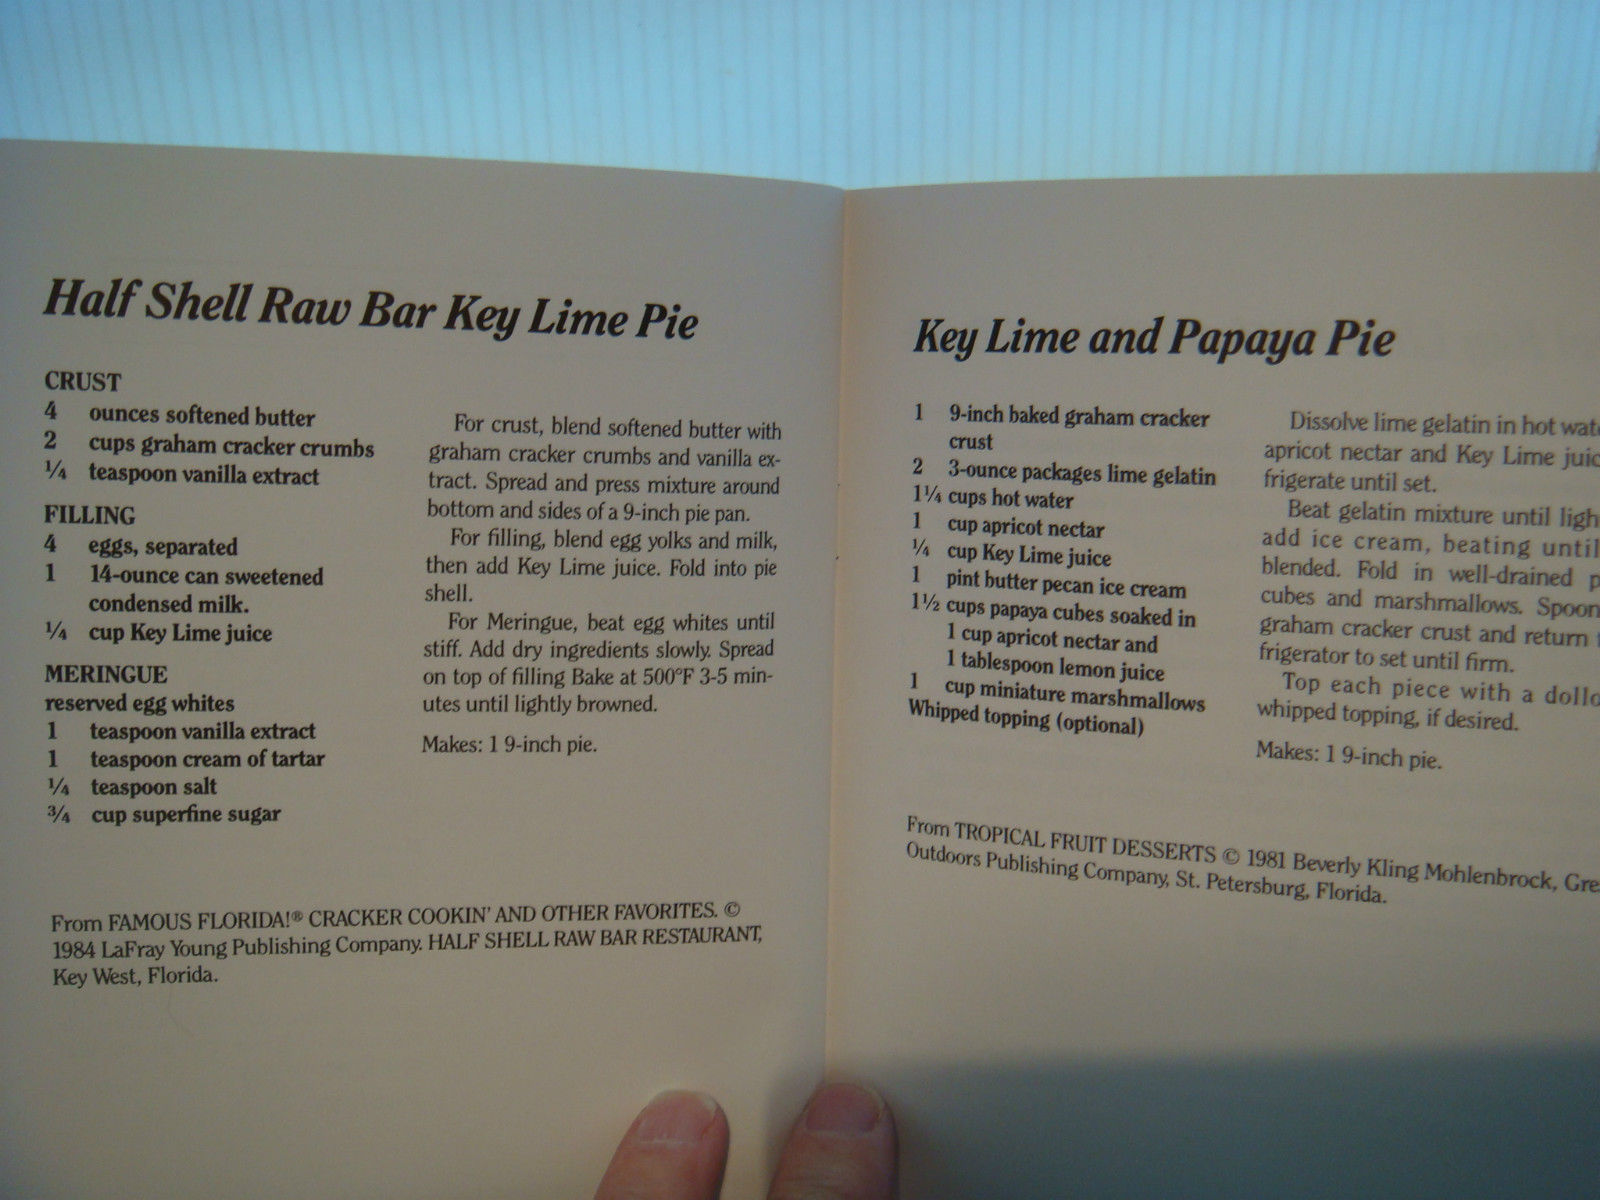 Half Shell Raw Bar Key Lime Pie
CRUST
4 ounces softened butter
2 cups graham cracker crumbs
¼ teaspoon vanilla extract
FILLING
4 eggs, separated
1 14-ounce can sweetened
condensed milk.
¼ cup Key Lime juice
MERINGUE
reserved egg whites
1 teaspoon vanilla extract
1 teaspoon cream of tartar
¼ teaspoon salt
¾ cup superfine sugar
For crust, blend softened butter with
graham cracker crumbs and vanilla ex-
tract. Spread and press mixture around
bottom and sides of a 9-inch pie pan.
For filling, blend egg yolks and milk,
then add Key Lime juice. Fold into pie
shell.
For Meringue, beat egg whites until
stiff. Add dry ingredients slowly. Spread
on top of filling Bake at 500°F 3-5 min-
utes until lightly browned.
Makes: 1 9-inch pie.
From FAMOUS FLORIDA!® CRACKER COOKIN' AND OTHER FAVORITES. ©
1984 LaFray Young Publishing Company. HALF SHELL RAW BAR RESTAURANT,
Key West, Florida.
Key Lime and Papaya Pie
1 9-inch baked graham cracker
crust
2 3-ounce packages lime gelatin
1¼ cups hot water
1 cup apricot nectar
¼ cup Key Lime juice
1 pint butter pecan ice cream
1½ cups papaya cubes soaked in
1 cup apricot nectar and
1 tablespoon lemon juice
1 cup miniature marshmallows
Whipped topping (optional)
Dissolve lime gelatin in hot
apricot nectar and Key Lime
frigerate until set.
Beat gelatin mixture until
add ice cream, beating until
blended. Fold in well-drained
cubes and marshmallows. Spoon
graham cracker crust and return
frigerator to set until firm.
Top each piece with a
whipped topping, if desired.
Makes: 1 9-inch pie.
From TROPICAL FRUIT DESSERTS © 1981 Beverly Kling Mohlenbrock,
Outdoors Publishing Company, St. Petersburg, Florida.